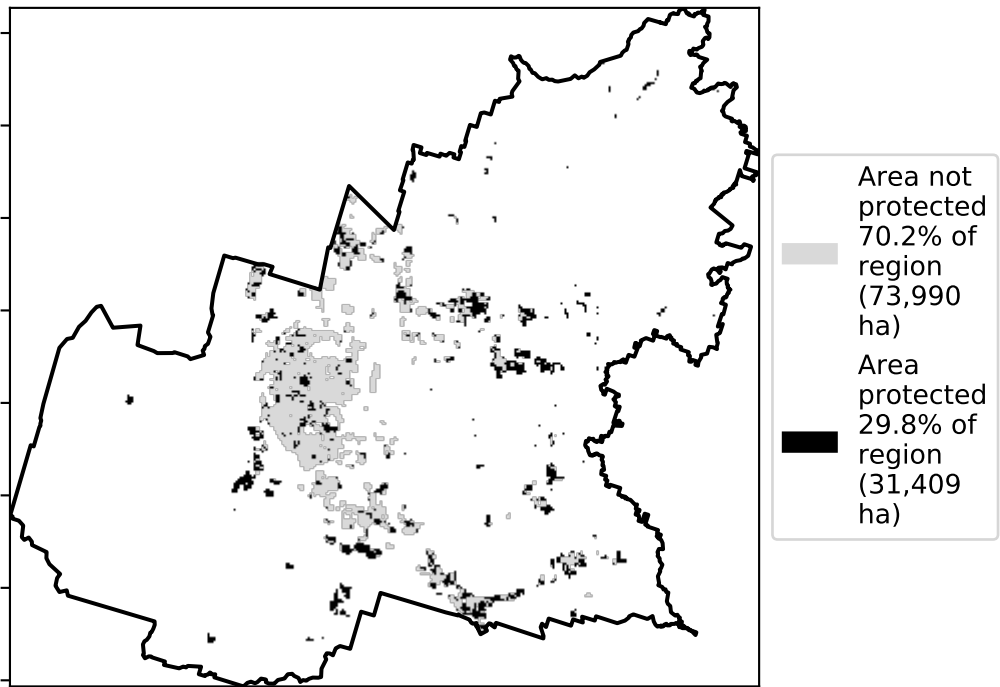 Area not
protected
70.2% of
region
(73,990
ha)
Area
protected
29.8% of
region
(31,409
ha)